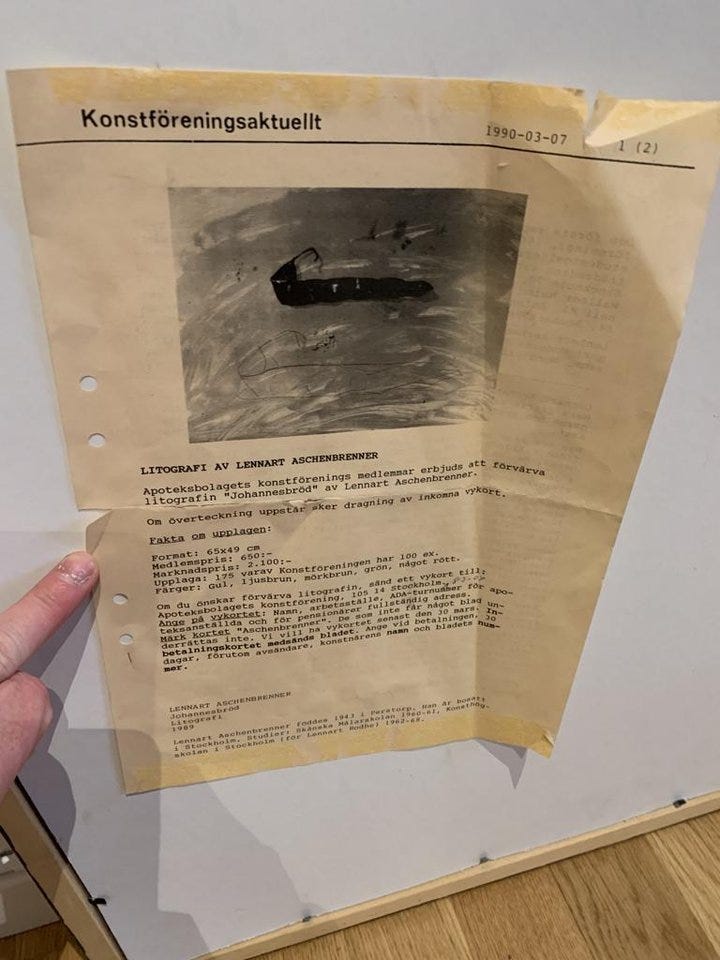 Konstföreningsaktuellt
1990-03-07
1 (2)
LITOGRAFI AV LENNART ASCHENBRENNER
Apoteksbolagets konstförenings medlemmar erbjuds att förvärva
litografin "Johannesbröd" av Lennart Aschenbrenner.
Om överteckning uppstår sker dragning av inkomna vykort.
Fakta om upplagan:
Format: 65x49 cm
Medlemspris: 650:-
Marknadspris: 2.100:-
Upplaga: 175 varav Konstföreningen har 100 ex.
Färger: Gul, ljusbrun, mörkbrun, grön, något rött.
Om du önskar förvärva litografin, sänd ett vykort till:
Apoteksbolagets konstförening, 105 14 Stockholm,
Ange på vykortet: Namn, arbetsställe, ADA-turnummer för apo-
teksanställda och för pensionärer fullständig adress.
Märk kortet "Aschenbrenner". De som inte får något blad un-
derrättas inte. Vi vill ha vykortet senast den 30 mars. In-
betalningskortet medsänds bladet. Ange vid betalningen, 30
dagar, förutom avsändare, konstnärens namn och bladets num-
mer.
LENNART ASCHENBRENNER
Johannesbröd
Litografi
1989
Lennart Aschenbrenner föddes 1943 i Perstorp. Han är bosatt
i Stockholm. Studier: Skånska Målarskolan 1960-61, Konsthög-
skolan i Stockholm (för Lennart Rodhe) 1962-68.